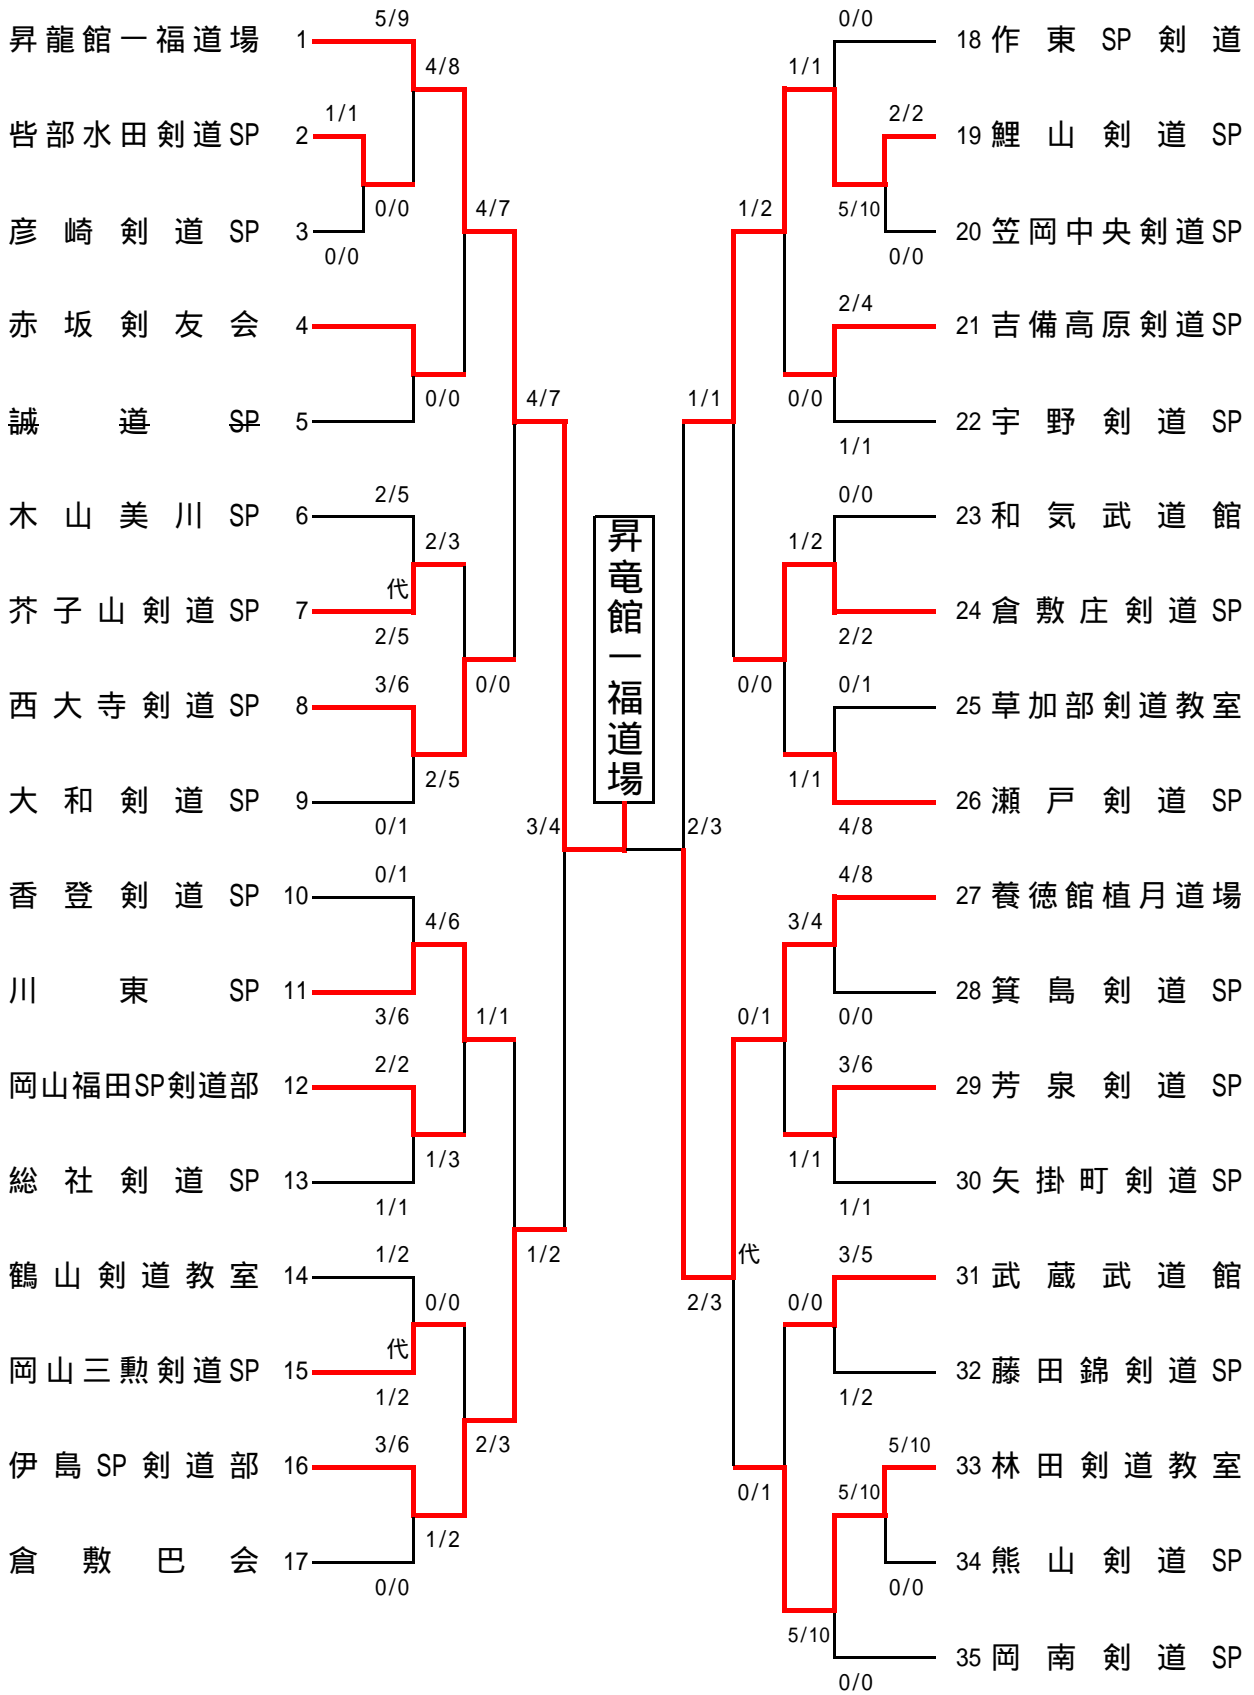 5/9
昇龍館一福道場 1
4/8
1/1
呰部水田剣道SP 2
0/0
4/7
彦崎剣道SP 3
0/0
赤坂剣友会 4
0/0
4/7
誠道SP 5
2/5
木山美川SP 6
2/3
代
芥子山剣道SP 7
2/5
3/6
0/0
西大寺剣道SP 8
2/5
大和剣道SP 9
0/1
3/4
0/1
香登剣道SP 10
4/6
川東SP 11
3/6
1/1
2/2
岡山福田SP剣道部 12
1/3
総社剣道SP 13
1/1
1/2
1/2
鶴山剣道教室 14
0/0
代
岡山三勲剣道SP 15
1/2
3/6
2/3
伊島SP剣道部 16
1/2
倉敷巴会 17
0/0
昇竜館一福道場
0/0
18 作東SP剣道
1/1
2/2
19 鯉山剣道SP
1/2
5/10
20 笠岡中央剣道SP
0/0
2/4
21 吉備高原剣道SP
1/1
0/0
22 宇野剣道SP
1/1
0/0
23 和気武道館
1/2
24 倉敷庄剣道SP
2/2
0/0
0/1
25 草加部剣道教室
1/1
26 瀬戸剣道SP
2/3
4/8
4/8
27 養徳館植月道場
3/4
28 箕島剣道SP
0/1
0/0
3/6
29 芳泉剣道SP
1/1
30 矢掛町剣道SP
1/1
代
3/5
31 武蔵武道館
2/3
0/0
32 藤田錦剣道SP
1/2
5/10
33 林田剣道教室
0/1
5/10
34 熊山剣道SP
0/0
5/10
35 岡南剣道SP
0/0